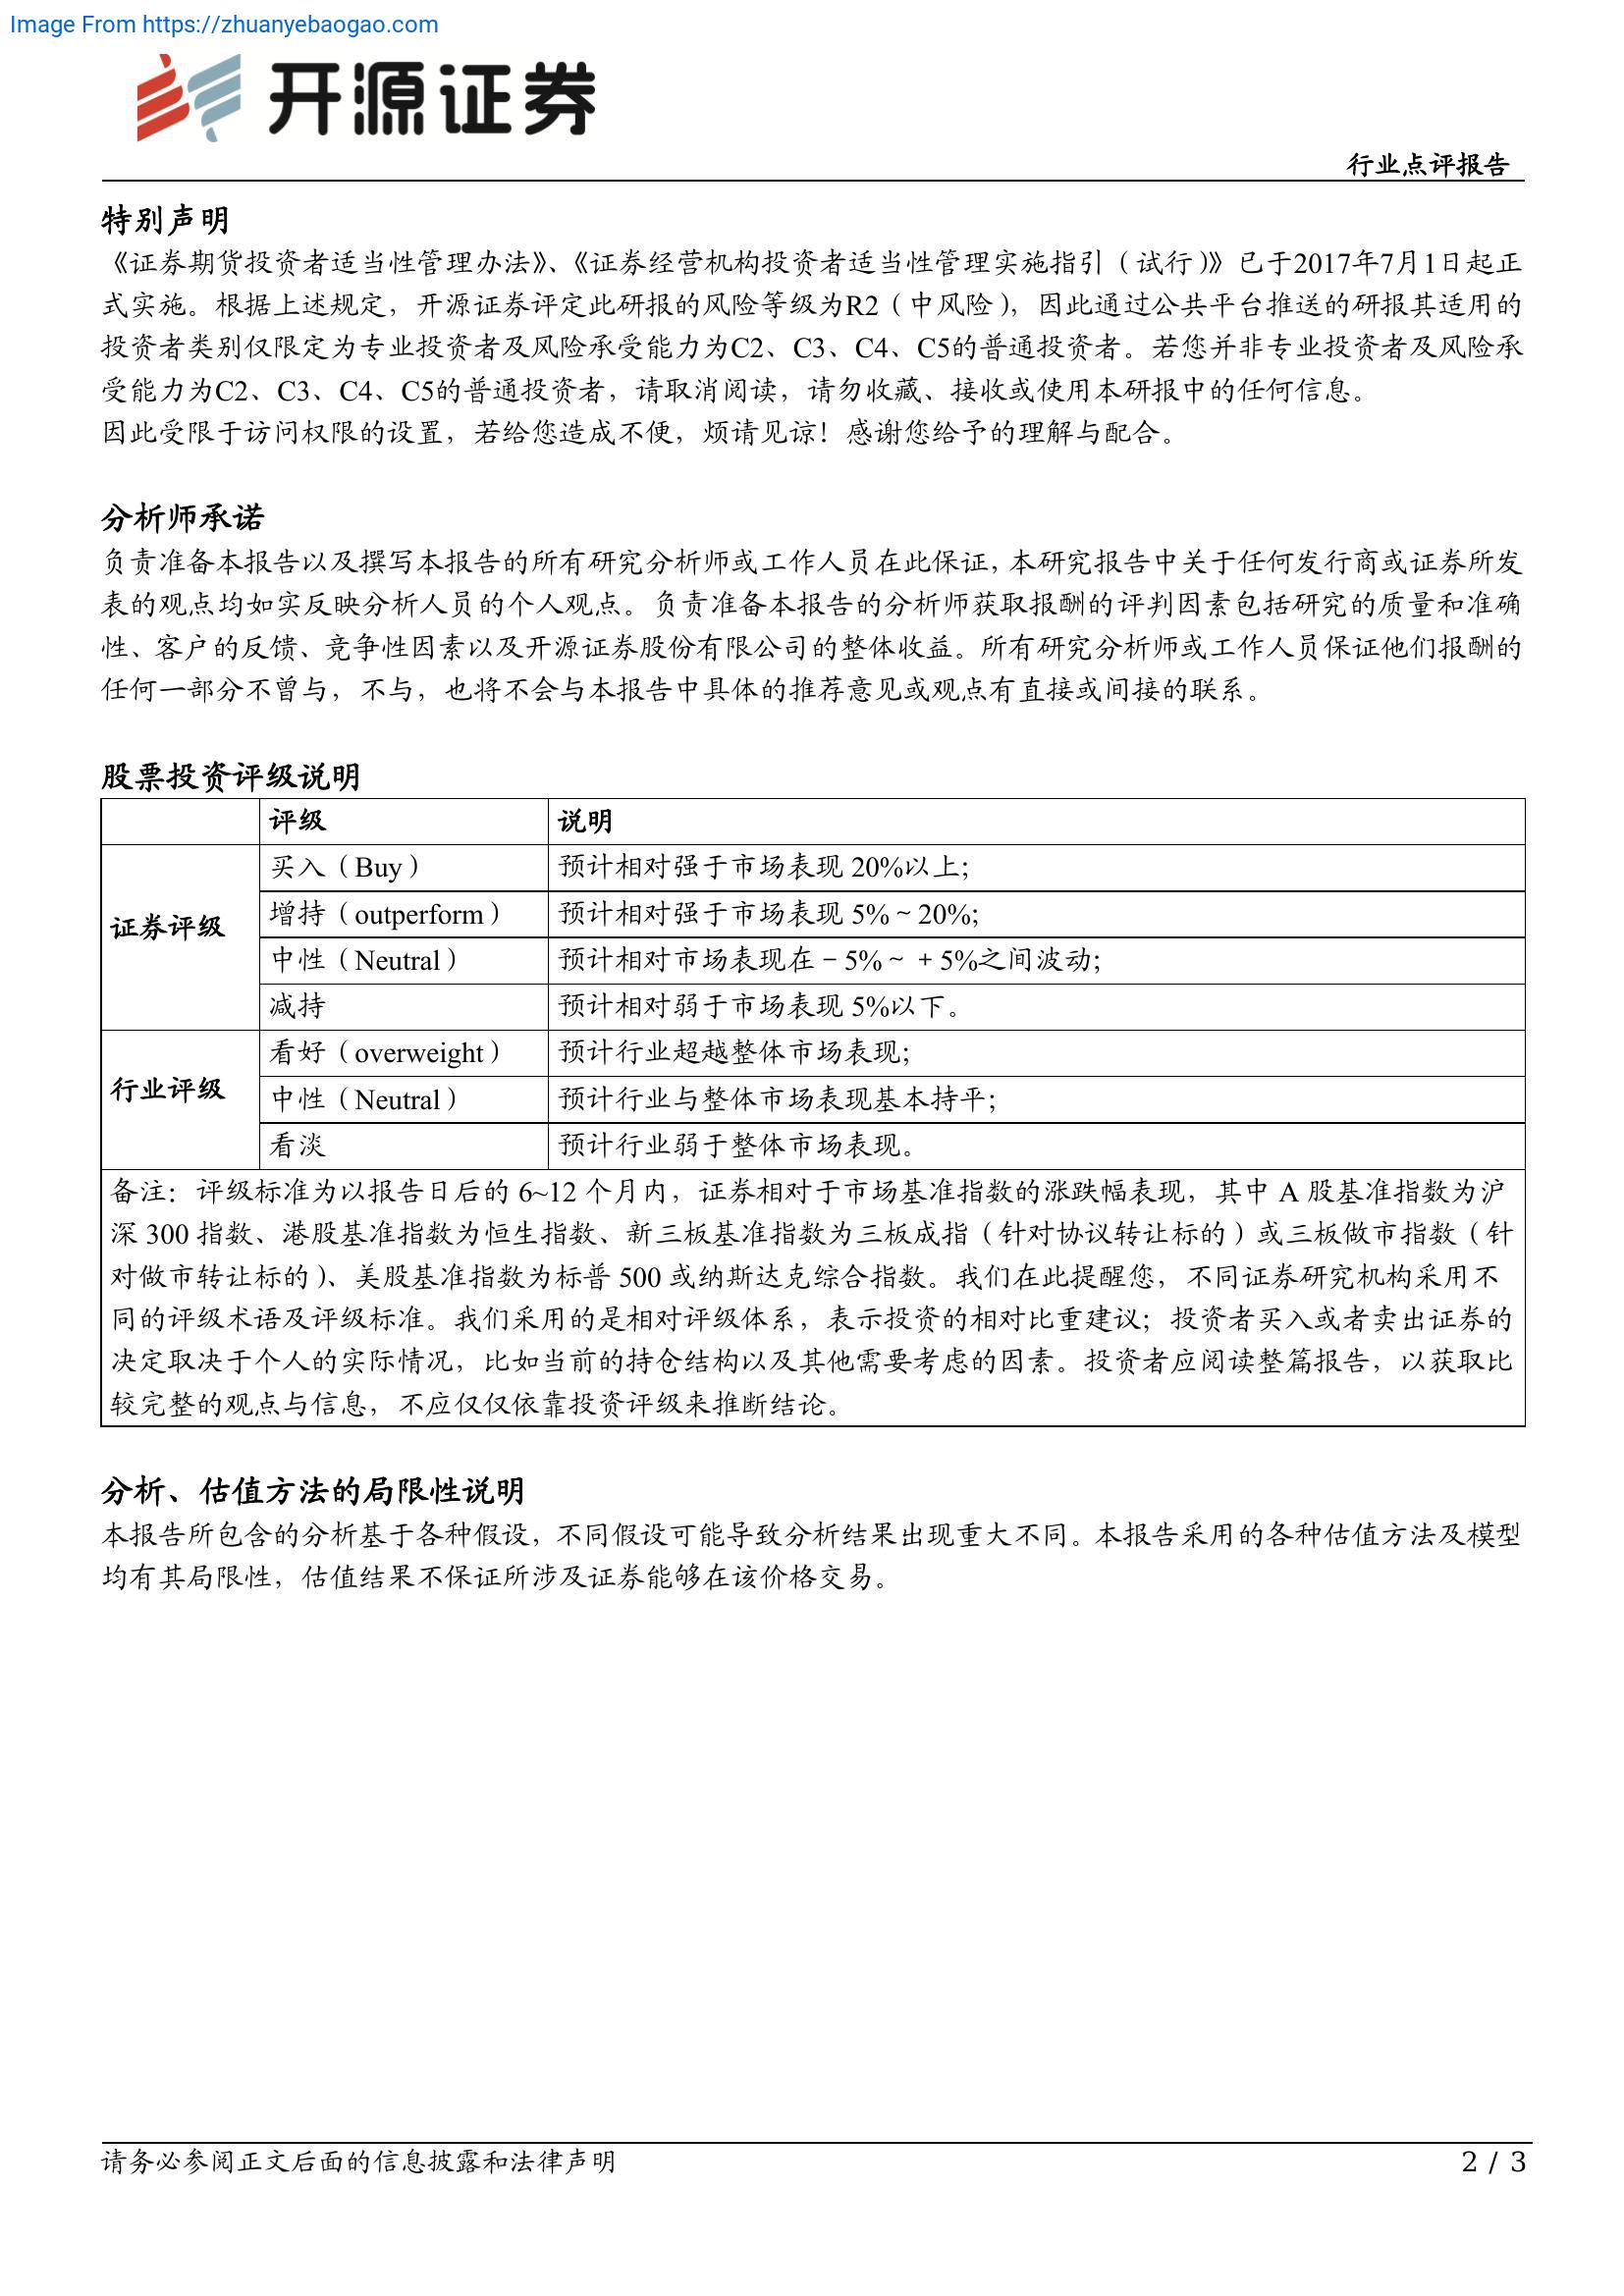 Image From https://zhuanyebaogao.com
开源证券
行业点评报告
特别声明
《证券期货投资者适当性管理办法》、《证券经营机构投资者适当性管理实施指引（试行）》已于2017年7月1日起正
式实施。根据上述规定，开源证券评定此研报的风险等级为R2（中风险），因此通过公共平台推送的研报其适用的
投资者类别仅限定为专业投资者及风险承受能力为C2、C3、C4、C5的普通投资者。若您并非专业投资者及风险承
受能力为C2、C3、C4、C5的普通投资者，请取消阅读，请勿收藏、接收或使用本研报中的任何信息。
因此受限于访问权限的设置，若给您造成不便，烦请见谅！感谢您给予的理解与配合。
分析师承诺
负责准备本报告以及撰写本报告的所有研究分析师或工作人员在此保证，本研究报告中关于任何发行商或证券所发
表的观点均如实反映分析人员的个人观点。负责准备本报告的分析师获取报酬的评判因素包括研究的质量和准确
性、客户的反馈、竞争性因素以及开源证券股份有限公司的整体收益。所有研究分析师或工作人员保证他们报酬的
任何一部分不曾与，不与，也将不会与本报告中具体的推荐意见或观点有直接或间接的联系。
股票投资评级说明
评级 说明
买入（Buy） 预计相对强于市场表现 20%以上；
证券评级
增持（outperform） 预计相对强于市场表现 5%～20%；
中性（Neutral） 预计相对市场表现在－5%～＋5%之间波动；
减持 预计相对弱于市场表现 5%以下。
看好（overweight） 预计行业超越整体市场表现；
行业评级
中性（Neutral） 预计行业与整体市场表现基本持平；
看淡 预计行业弱于整体市场表现。
备注：评级标准为以报告日后的 6~12 个月内，证券相对于市场基准指数的涨跌幅表现，其中 A 股基准指数为沪
深 300 指数、港股基准指数为恒生指数、新三板基准指数为三板成指（针对协议转让标的）或三板做市指数（针
对做市转让标的）、美股基准指数为标普 500 或纳斯达克综合指数。我们在此提醒您，不同证券研究机构采用不
同的评级术语及评级标准。我们采用的是相对评级体系，表示投资的相对比重建议；投资者买入或者卖出证券的
决定取决于个人的实际情况，比如当前的持仓结构以及其他需要考虑的因素。投资者应阅读整篇报告，以获取比
较完整的观点与信息，不应仅仅依靠投资评级来推断结论。
分析、估值方法的局限性说明
本报告所包含的分析基于各种假设，不同假设可能导致分析结果出现重大不同。本报告采用的各种估值方法及模型
均有其局限性，估值结果不保证所涉及证券能够在该价格交易。
请务必参阅正文后面的信息披露和法律声明
2 / 3